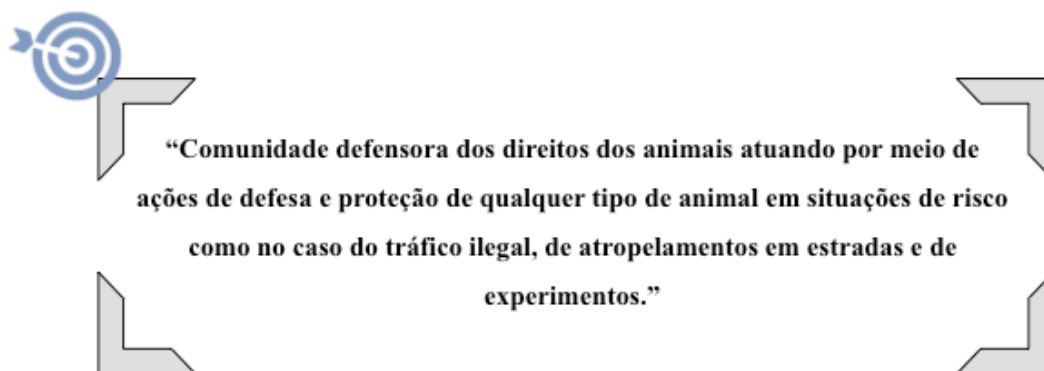 “Comunidade defensora dos direitos dos animais atuando por meio de
ações de defesa e proteção de qualquer tipo de animal em situações de risco
como no caso do tráfico ilegal, de atropelamentos em estradas e de
experimentos.”